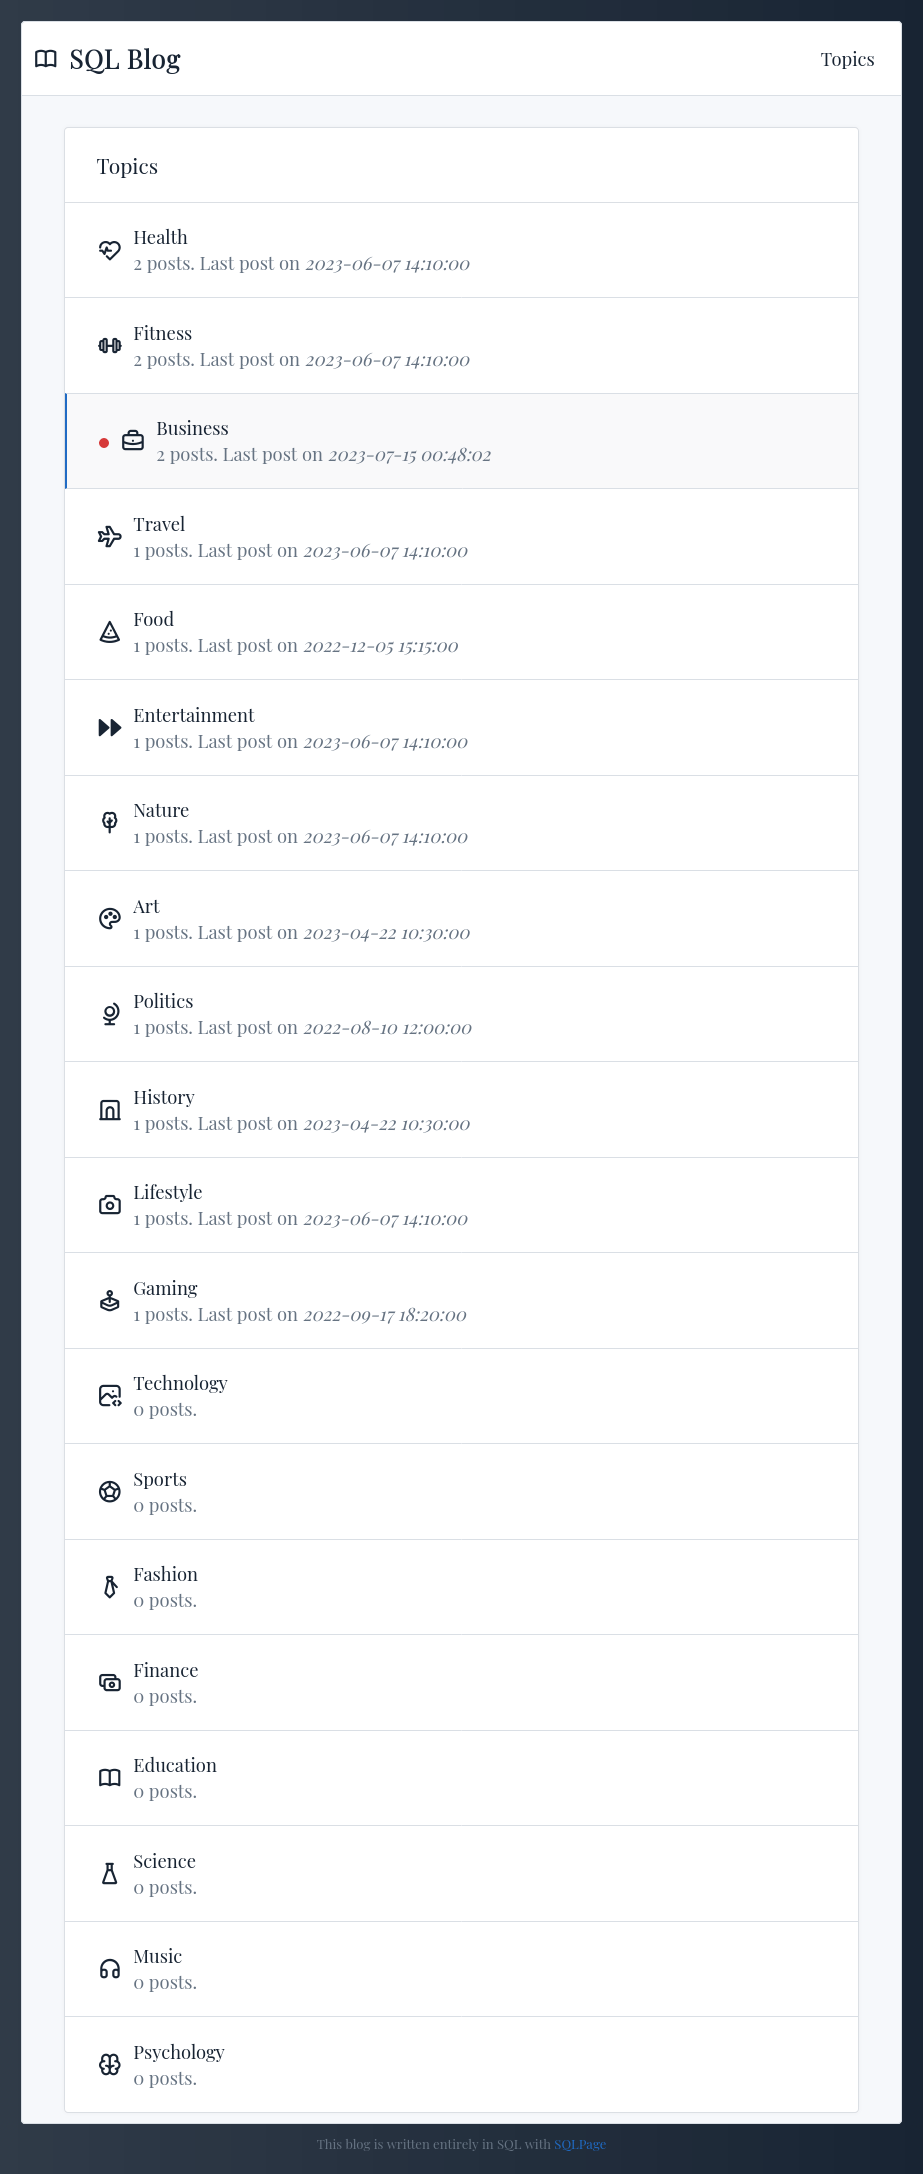 SQL Blog
Topics
Topics
Health
2 posts. Last post on 2023-06-07 14:10:00
Fitness
2 posts. Last post on 2023-06-07 14:10:00
Business
2 posts. Last post on 2023-07-15 00:48:02
Travel
1 posts. Last post on 2023-06-07 14:10:00
Food
1 posts. Last post on 2022-12-05 15:15:00
Entertainment
1 posts. Last post on 2023-06-07 14:10:00
Nature
1 posts. Last post on 2023-06-07 14:10:00
Art
1 posts. Last post on 2023-04-22 10:30:00
Politics
1 posts. Last post on 2022-08-10 12:00:00
History
1 posts. Last post on 2023-04-22 10:30:00
Lifestyle
1 posts. Last post on 2023-06-07 14:10:00
Gaming
1 posts. Last post on 2022-09-17 18:20:00
Technology
0 posts.
Sports
0 posts.
Fashion
0 posts.
Finance
0 posts.
Education
0 posts.
Science
0 posts.
Music
0 posts.
Psychology
0 posts.
This blog is written entirely in SQL with SQLPage